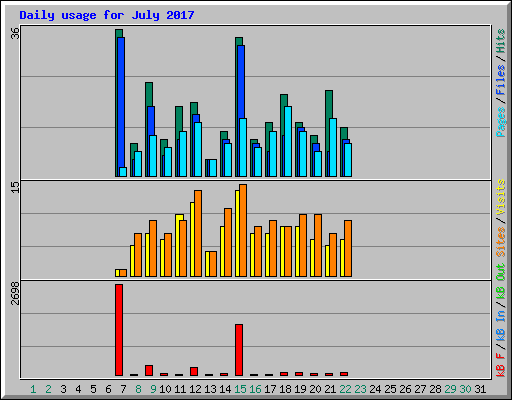 Daily usage for July 2017
36
Pages / Files / Hits
15
Sites / Visits
2698
kB F / kB In / kB Out
1 2 3 4 5 6 7 8 9 10 11 12 13 14 15 16 17 18 19 20 21 22 23 24 25 26 27 28 29 30 31